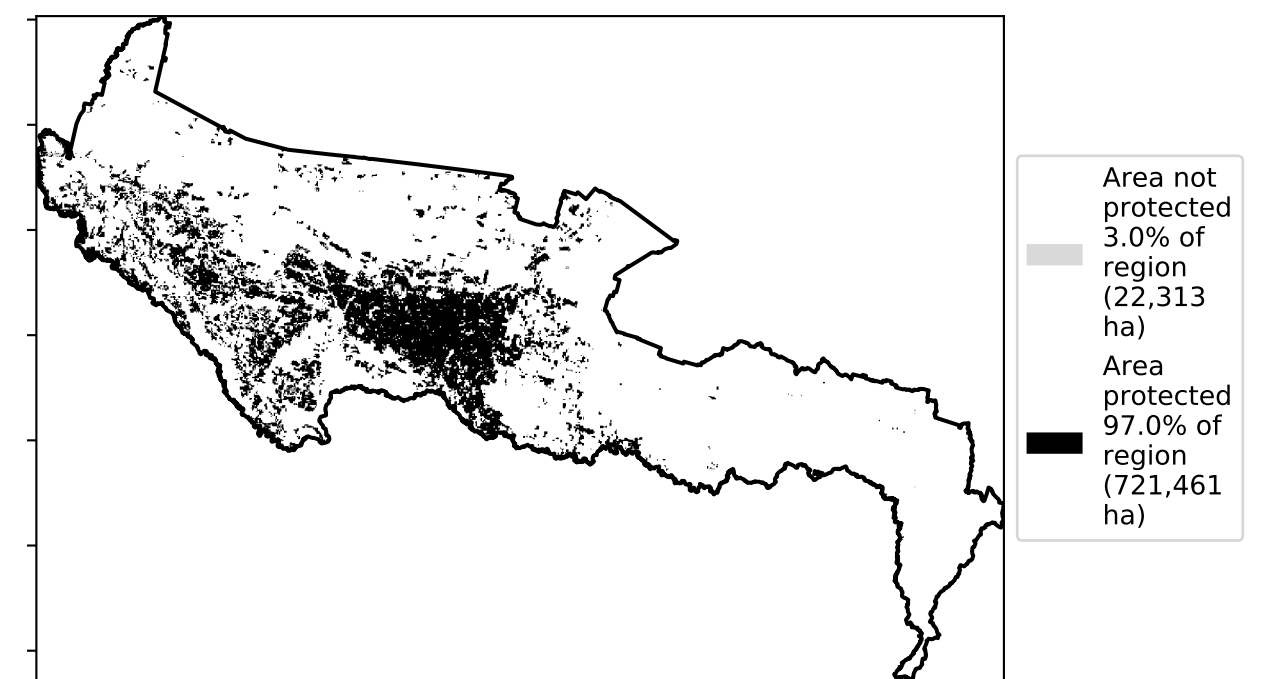 Area not
protected
3.0% of
region
(22,313
ha)
Area
protected
97.0% of
region
(721,461
ha)